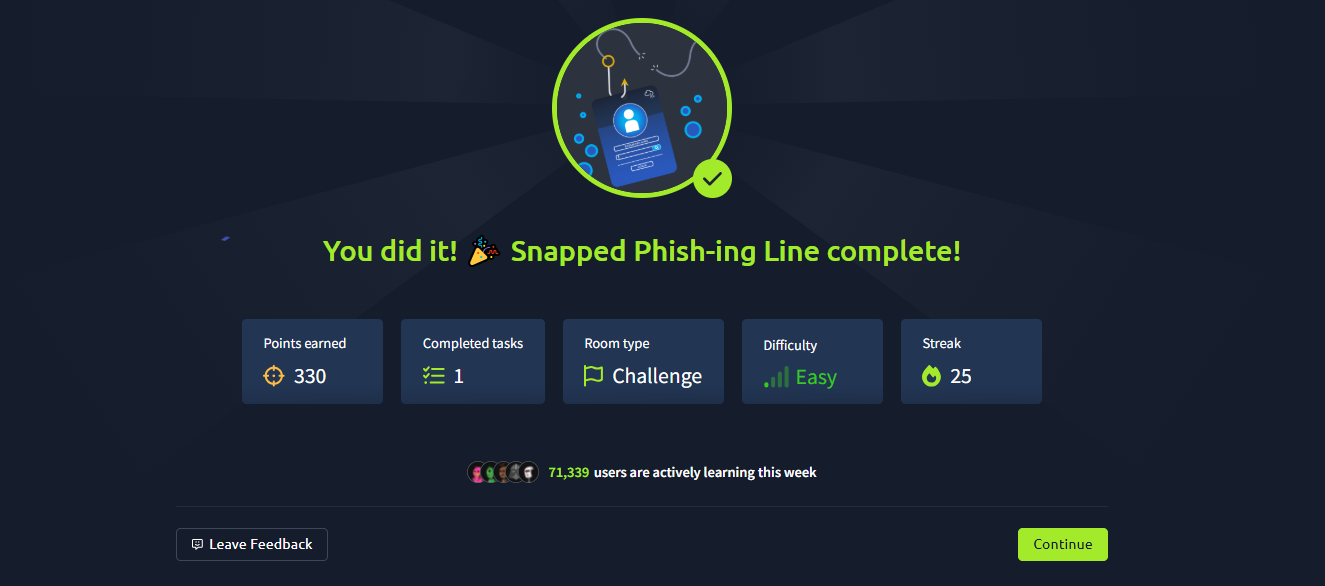 You did it! 🎉 Snapped Phish-ing Line complete!
Points earned
330
Completed tasks
1
Room type
Challenge
Difficulty
Easy
Streak
25
71,339 users are actively learning this week
Leave Feedback
Continue